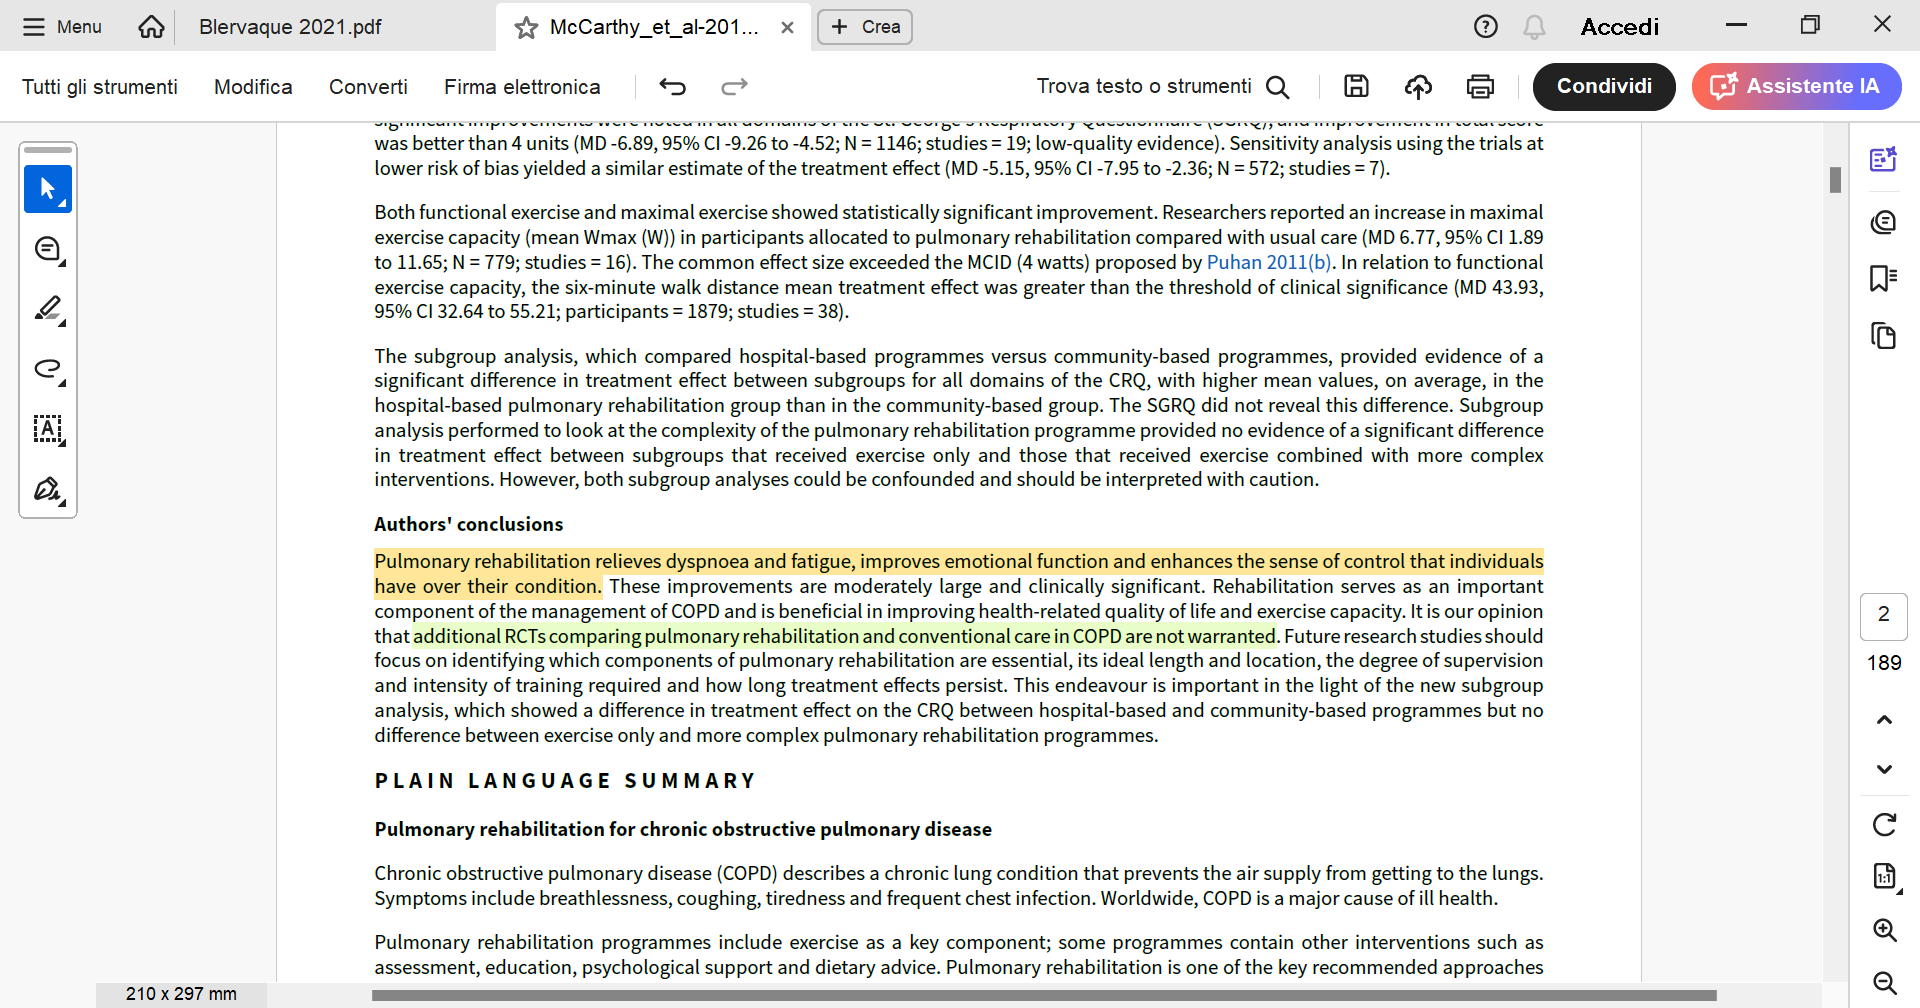 Menu
Blervaque 2021.pdf
McCarthy_et_al-201...
Crea
Accedi
Tutti gli strumenti
Modifica
Converti
Firma elettronica
Trova testo o strumenti
Condividi
Assistente IA
significant improvements were noted in all domains of the St. George's Respiratory Questionnaire (SGRQ), and improvement in total score
was better than 4 units (MD -6.89, 95% CI -9.26 to -4.52; N = 1146; studies = 19; low-quality evidence). Sensitivity analysis using the trials at
lower risk of bias yielded a similar estimate of the treatment effect (MD -5.15, 95% CI -7.95 to -2.36; N = 572; studies = 7).
Both functional exercise and maximal exercise showed statistically significant improvement. Researchers reported an increase in maximal
exercise capacity (mean Wmax (W)) in participants allocated to pulmonary rehabilitation compared with usual care (MD 6.77, 95% CI 1.89
to 11.65; N = 779; studies = 16). The common effect size exceeded the MCID (4 watts) proposed by Puhan 2011(b). In relation to functional
exercise capacity, the six-minute walk distance mean treatment effect was greater than the threshold of clinical significance (MD 43.93,
95% CI 32.64 to 55.21; participants = 1879; studies = 38).
The subgroup analysis, which compared hospital-based programmes versus community-based programmes, provided evidence of a
significant difference in treatment effect between subgroups for all domains of the CRQ, with higher mean values, on average, in the
hospital-based pulmonary rehabilitation group than in the community-based group. The SGRQ did not reveal this difference. Subgroup
analysis performed to look at the complexity of the pulmonary rehabilitation programme provided no evidence of a significant difference
in treatment effect between subgroups that received exercise only and those that received exercise combined with more complex
interventions. However, both subgroup analyses could be confounded and should be interpreted with caution.
Authors' conclusions
Pulmonary rehabilitation relieves dyspnoea and fatigue, improves emotional function and enhances the sense of control that individuals
have over their condition. These improvements are moderately large and clinically significant. Rehabilitation serves as an important
component of the management of COPD and is beneficial in improving health-related quality of life and exercise capacity. It is our opinion
that additional RCTs comparing pulmonary rehabilitation and conventional care in COPD are not warranted. Future research studies should
focus on identifying which components of pulmonary rehabilitation are essential, its ideal length and location, the degree of supervision
and intensity of training required and how long treatment effects persist. This endeavour is important in the light of the new subgroup
analysis, which showed a difference in treatment effect on the CRQ between hospital-based and community-based programmes but no
difference between exercise only and more complex pulmonary rehabilitation programmes.
PLAIN LANGUAGE SUMMARY
Pulmonary rehabilitation for chronic obstructive pulmonary disease
Chronic obstructive pulmonary disease (COPD) describes a chronic lung condition that prevents the air supply from getting to the lungs.
Symptoms include breathlessness, coughing, tiredness and frequent chest infection. Worldwide, COPD is a major cause of ill health.
Pulmonary rehabilitation programmes include exercise as a key component; some programmes contain other interventions such as
assessment, education, psychological support and dietary advice. Pulmonary rehabilitation is one of the key recommended approaches
2
189
1:1
210 x 297 mm